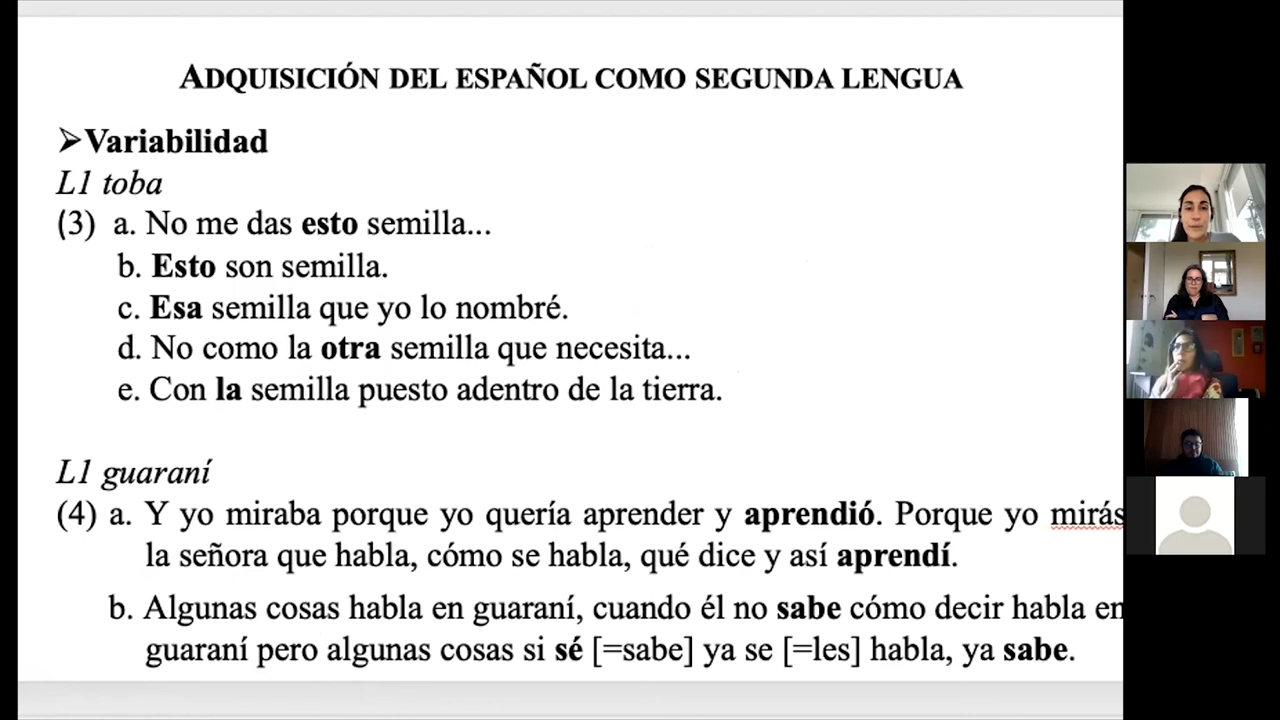 ADQUISICIÓN DEL ESPAÑOL COMO SEGUNDA LENGUA
➢Variabilidad
L1 toba
(3) a. No me das esto semilla...
b. Esto son semilla.
c. Esa semilla que yo lo nombré.
d. No como la otra semilla que necesita...
e. Con la semilla puesto adentro de la tierra.
L1 guaraní
(4) a. Y yo miraba porque yo quería aprender y aprendió. Porque yo mirás
la señora que habla, cómo se habla, qué dice y así aprendí.
b. Algunas cosas habla en guaraní, cuando él no sabe cómo decir habla en
guaraní pero algunas cosas si sé [=sabe] ya se [=les] habla, ya sabe.